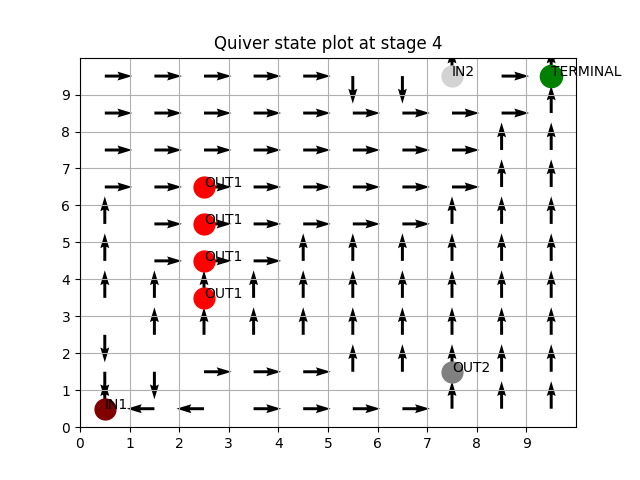 Quiver state plot at stage 4
IN2
TERMINAL
9
8
7
OUT1
6
OUT1
5
OUT1
4
OUT1
3
2
OUT2
1
IN1
0
0 1 2 3 4 5 6 7 8 9